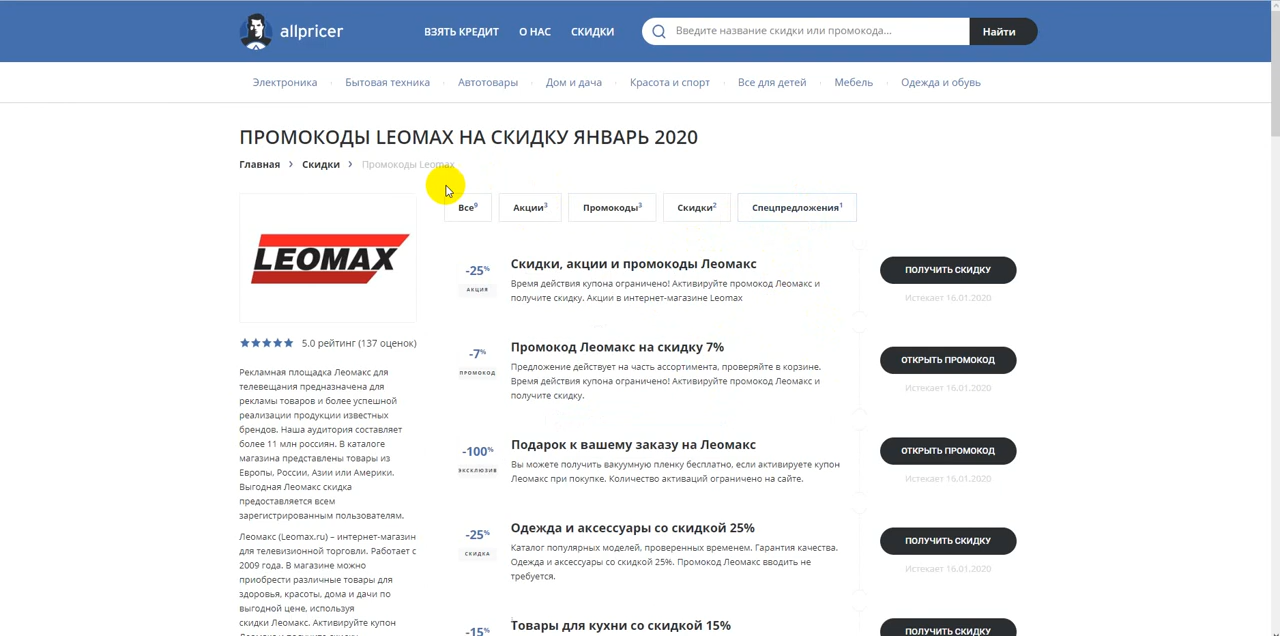 allpricer
ВЗЯТЬ КРЕДИТ
О НАС
СКИДКИ
Введите название скидки или промокода...
Найти
Электроника
Бытовая техника
Автотовары
Дом и дача
Красота и спорт
Все для детей
Мебель
Одежда и обувь
ПРОМОКОДЫ LEOMAX НА СКИДКУ ЯНВАРЬ 2020
Главная > Скидки > Промокоды Leomax
LEOMAX
5.0 рейтинг (137 оценок)
Рекламная площадка Леомакс для
телевещания предназначена для
рекламы товаров и более успешной
реализации продукции известных
брендов. Наша аудитория составляет
более 11 млн россиян. В каталоге
магазина представлены товары из
Европы, России, Азии или Америки.
Выгодная Леомакс скидка
предоставляется всем
зарегистрированным пользователям.
Леомакс (Leomax.ru) – интернет-магазин
для телевизионной торговли. Работает с
2009 года. В магазине можно
приобрести различные товары для
здоровья, красоты, дома и дачи по
выгодной цене, используя
скидки Леомакс. Активируйте купон
Все9
Акции3
Промокоды3
Скидки2
Спецпредложения1
-25%
АКЦИЯ
Скидки, акции и промокоды Леомакс
Время действия купона ограничено! Активируйте промокод Леомакс и
получите скидку. Акции в интернет-магазине Leomax
ПОЛУЧИТЬ СКИДКУ
Истекает 16.01.2020
-7%
ПРОМОКОД
Промокод Леомакс на скидку 7%
Предложение действует на часть ассортимента, проверяйте в корзине.
Время действия купона ограничено! Активируйте промокод Леомакс и
получите скидку.
ОТКРЫТЬ ПРОМОКОД
Истекает 16.01.2020
-100%
ЭКСКЛЮЗИВ
Подарок к вашему заказу на Леомакс
Вы можете получить вакуумную пленку бесплатно, если активируете купон
Леомакс при покупке. Количество активаций ограничено на сайте.
ОТКРЫТЬ ПРОМОКОД
Истекает 16.01.2020
-25%
СКИДКА
Одежда и аксессуары со скидкой 25%
Каталог популярных моделей, проверенных временем. Гарантия качества.
Одежда и аксессуары со скидкой 25%. Промокод Леомакс вводить не
требуется.
ПОЛУЧИТЬ СКИДКУ
Истекает 16.01.2020
-15%
Товары для кухни со скидкой 15%
ПОЛУЧИТЬ СКИДКУ